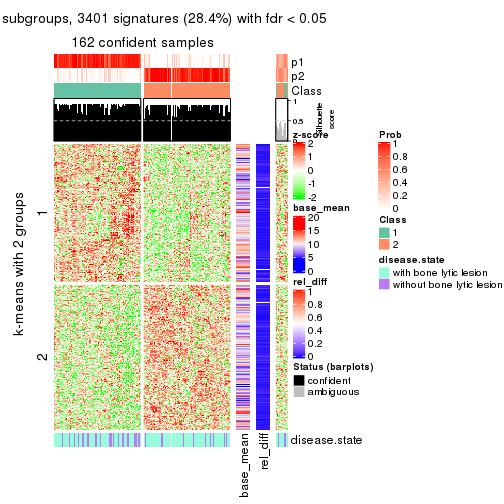 subgroups, 3401 signatures (28.4%) with fdr < 0.05
162 confident samples
p1
p2
Class
1
0.5
0
Silhouette
score
z-score
2
1
0
-1
-2
base_mean
20
15
10
5
0
rel_diff
1
0.8
0.6
0.4
0.2
0
Status (barplots)
confident
ambiguous
Prob
1
0.8
0.6
0.4
0.2
0
Class
1
2
disease.state
with bone lytic lesion
without bone lytic lesion
k-means with 2 groups
1
2
disease.state
base_mean
rel_diff